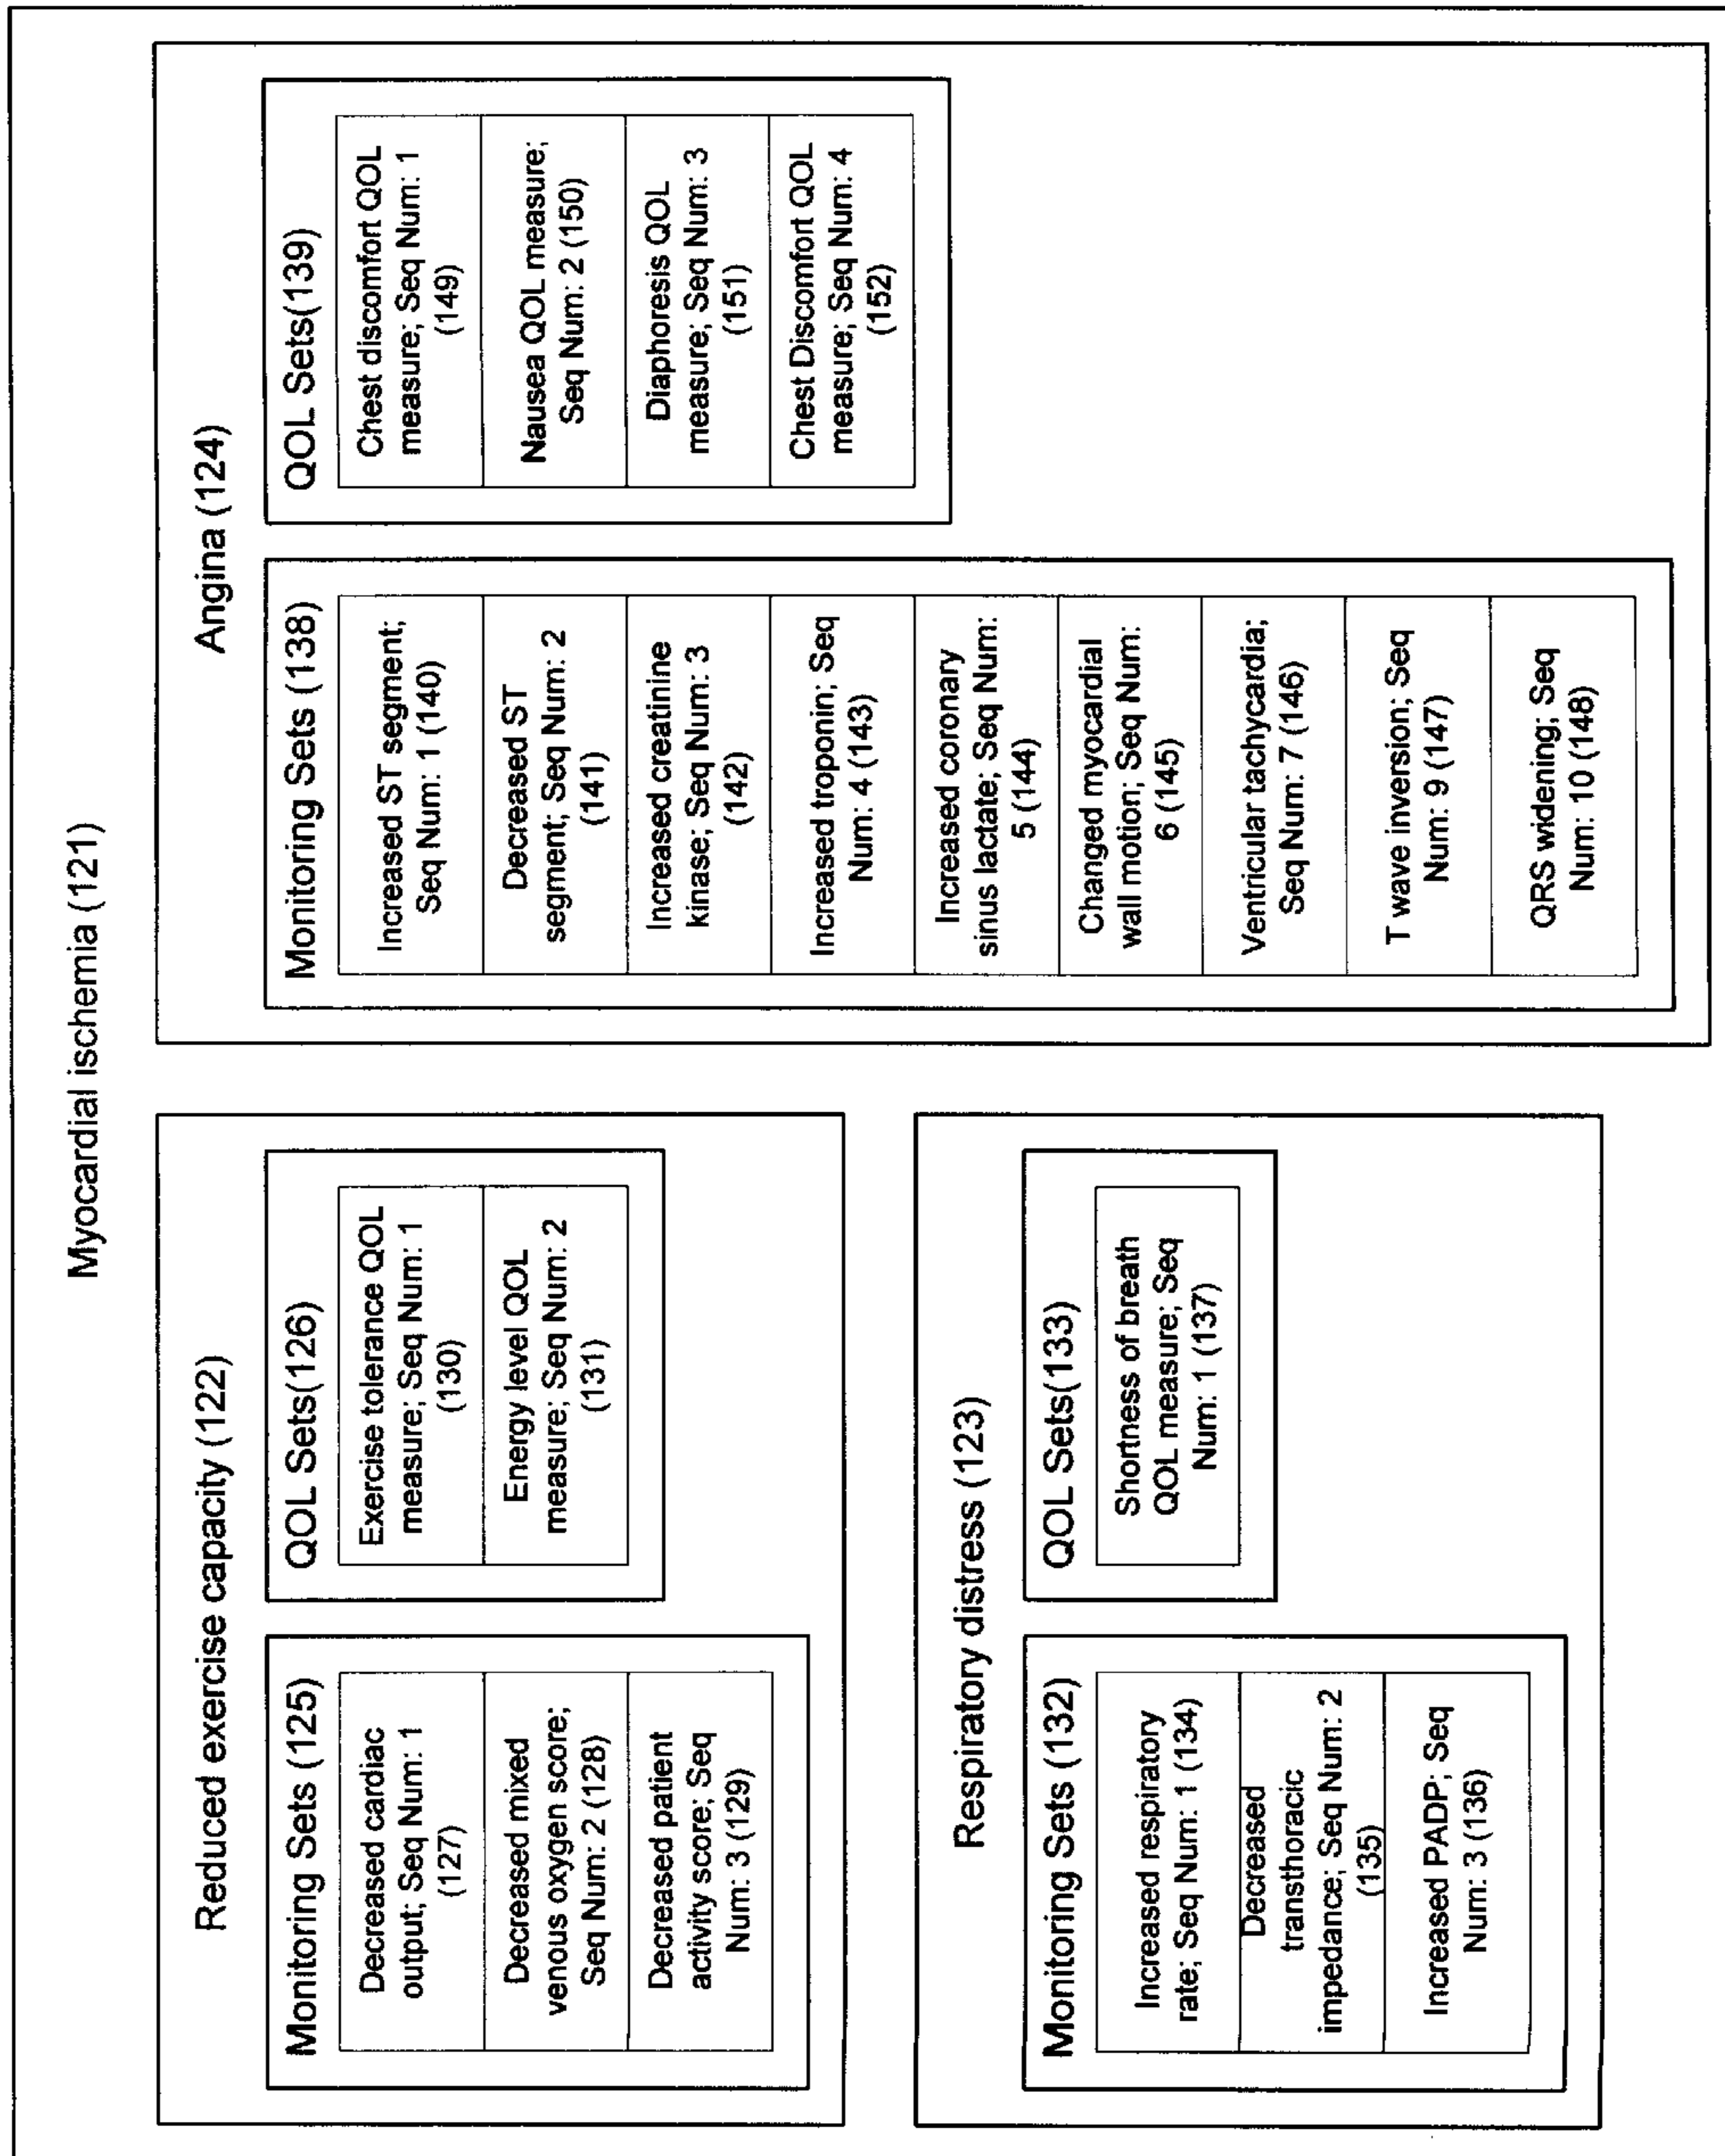 Myocardial ischemia (121)
Reduced exercise capacity (122)
Monitoring Sets (125)
Decreased cardiac
output; Seq Num: 1
(127)
Decreased mixed
venous oxygen score;
Seq Num: 2 (128)
Decreased patient
activity score; Seq
Num: 3 (129)
QOL Sets(126)
Exercise tolerance QOL
measure; Seq Num: 1
(130)
Energy level QOL
measure; Seq Num: 2
(131)
Respiratory distress (123)
Monitoring Sets (132)
Increased respiratory
rate; Seq Num: 1 (134)
Decreased
transthoracic
impedance; Seq Num: 2
(135)
Increased PADP; Seq
Num: 3 (136)
QOL Sets(133)
Shortness of breath
QOL measure; Seq
Num: 1 (137)
Angina (124)
Monitoring Sets (138)
Increased ST segment;
Seq Num: 1 (140)
Decreased ST
segment; Seq Num: 2
(141)
Increased creatinine
kinase; Seq Num: 3
(142)
Increased troponin; Seq
Num: 4 (143)
Increased coronary
sinus lactate; Seq Num:
5 (144)
Changed myocardial
wall motion; Seq Num:
6 (145)
Ventricular tachycardia;
Seq Num: 7 (146)
T wave inversion; Seq
Num: 9 (147)
QRS widening; Seq
Num: 10 (148)
QOL Sets(139)
Chest discomfort QOL
measure; Seq Num: 1
(149)
Nausea QOL measure;
Seq Num: 2 (150)
Diaphoresis QOL
measure; Seq Num: 3
(151)
Chest Discomfort QOL
measure; Seq Num: 4
(152)